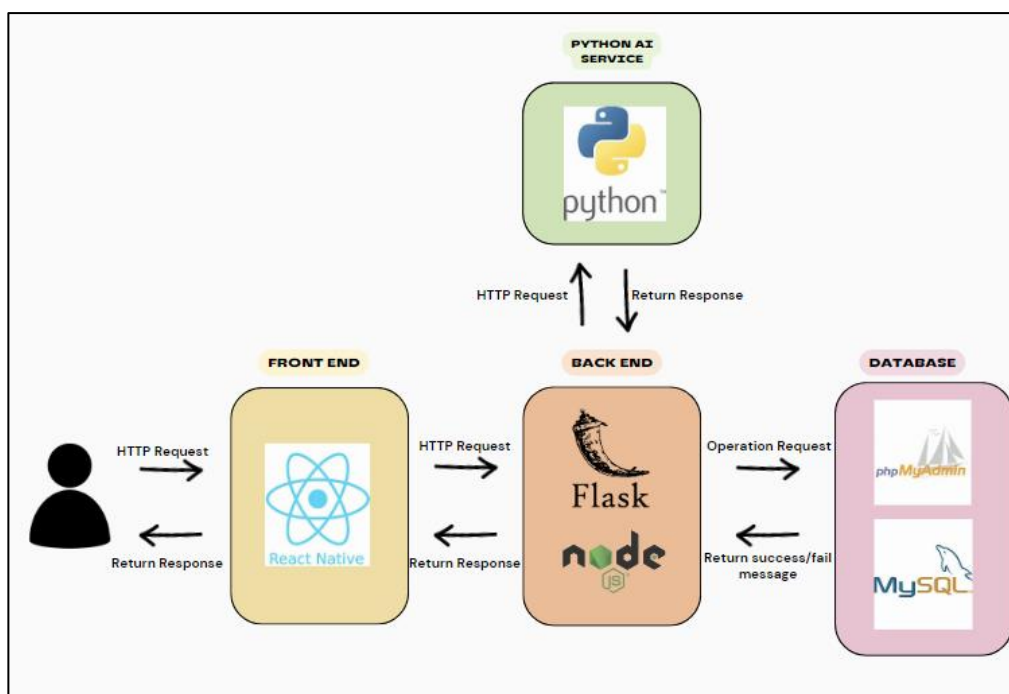 PYTHON AI
SERVICE
python™
HTTP Request
Return Response
FRONT END
BACK END
DATABASE
HTTP Request
HTTP Request
Operation Request
React Native
Flask
node
JS
phpMyAdmin
MySQL
Return Response
Return Response
Return success/fail
message